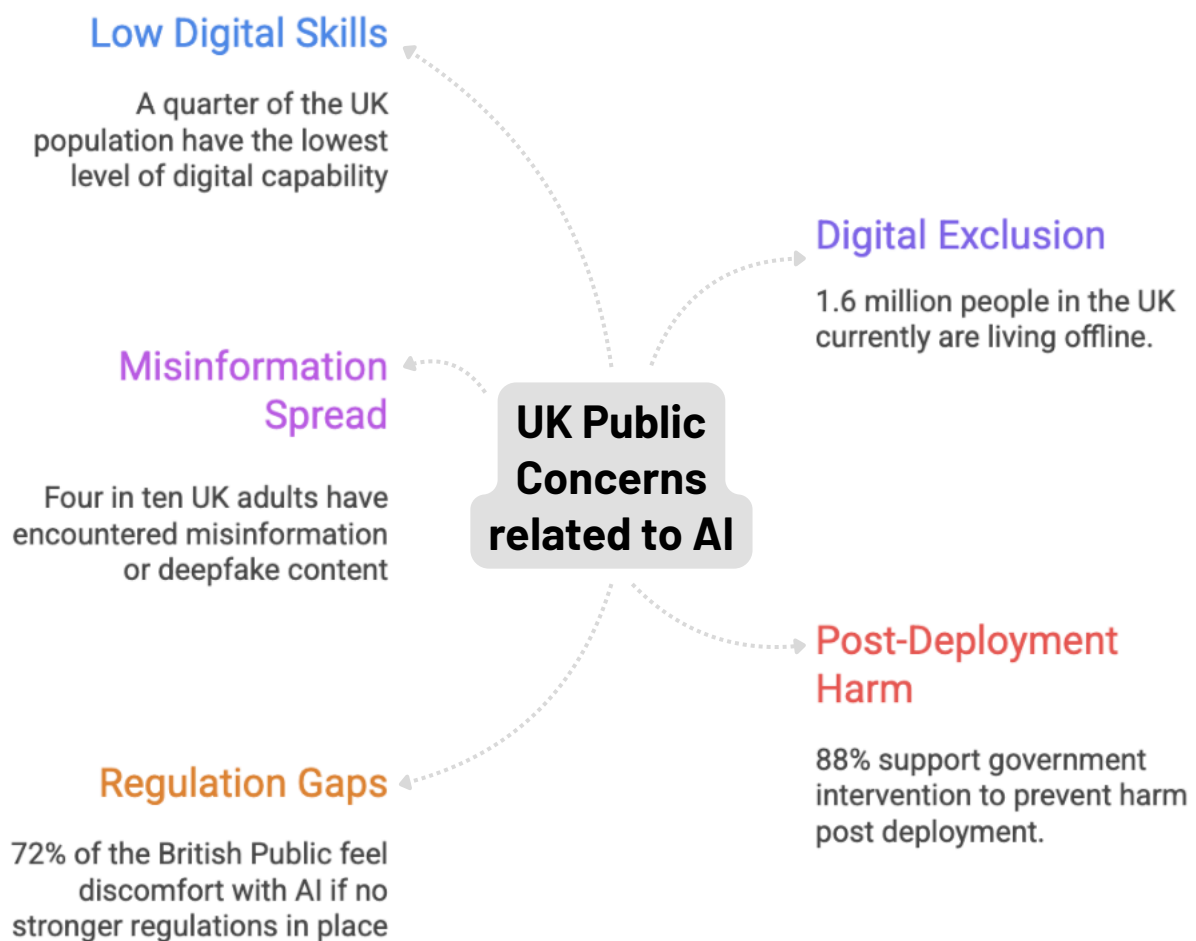 Low Digital Skills
A quarter of the UK
population have the lowest
level of digital capability
Digital Exclusion
1.6 million people in the UK
currently are living offline.
Misinformation
Spread
Four in ten UK adults have
encountered misinformation
or deepfake content
UK Public
Concerns
related to AI
Post-Deployment
Harm
88% support government
intervention to prevent harm
post deployment.
Regulation Gaps
72% of the British Public feel
discomfort with AI if no
stronger regulations in place